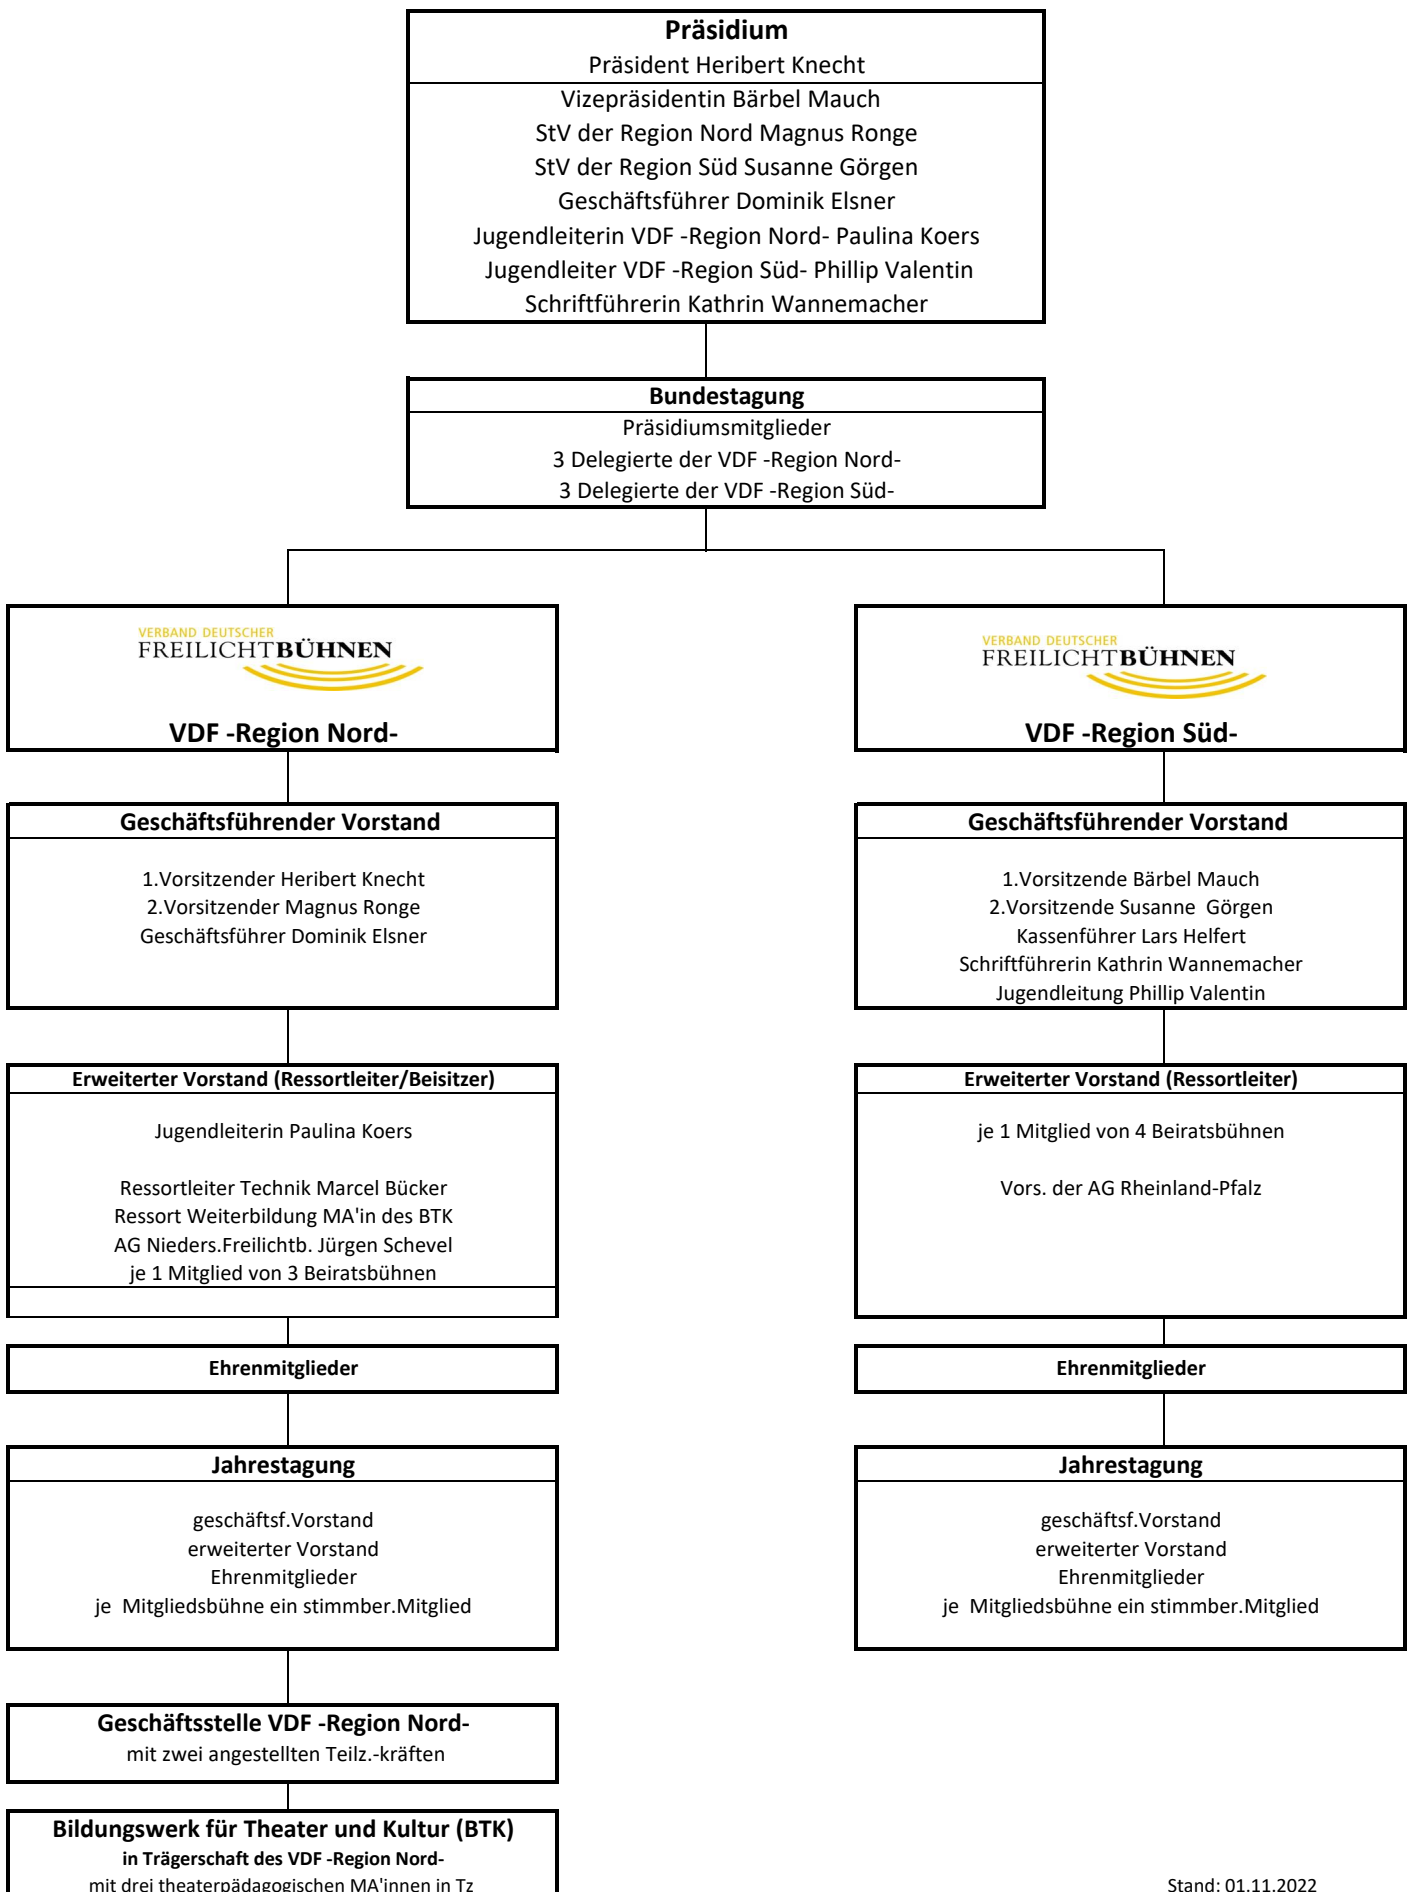 Präsidium
Präsident Heribert Knecht
Vizepräsidentin Bärbel Mauch
StV der Region Nord Magnus Ronge
StV der Region Süd Susanne Görgen
Geschäftsführer Dominik Elsner
Jugendleiterin VDF -Region Nord- Paulina Koers
Jugendleiter VDF -Region Süd- Phillip Valentin
Schriftführerin Kathrin Wannemacher
Bundestagung
Präsidiumsmitglieder
3 Delegierte der VDF -Region Nord-
3 Delegierte der VDF -Region Süd-
VERBAND DEUTSCHER
FREILICHTBÜHNEN
VDF -Region Nord-
Geschäftsführender Vorstand
1.Vorsitzender Heribert Knecht
2.Vorsitzender Magnus Ronge
Geschäftsführer Dominik Elsner
Erweiterter Vorstand (Ressortleiter/Beisitzer)
Jugendleiterin Paulina Koers
Ressortleiter Technik Marcel Bücker
Ressort Weiterbildung MA'in des BTK
AG Nieders.Freilichtb. Jürgen Schevel
je 1 Mitglied von 3 Beiratsbühnen
Ehrenmitglieder
Jahrestagung
geschäftsf.Vorstand
erweiterter Vorstand
Ehrenmitglieder
je Mitgliedsbühne ein stimmber.Mitglied
Geschäftsstelle VDF -Region Nord-
mit zwei angestellten Teilz.-kräften
Bildungswerk für Theater und Kultur (BTK)
in Trägerschaft des VDF -Region Nord-
mit drei theaterpädagogischen MA'innen in Tz
VERBAND DEUTSCHER
FREILICHTBÜHNEN
VDF -Region Süd-
Geschäftsführender Vorstand
1.Vorsitzende Bärbel Mauch
2.Vorsitzende Susanne Görgen
Kassenführer Lars Helfert
Schriftführerin Kathrin Wannemacher
Jugendleitung Phillip Valentin
Erweiterter Vorstand (Ressortleiter)
je 1 Mitglied von 4 Beiratsbühnen
Vors. der AG Rheinland-Pfalz
Ehrenmitglieder
Jahrestagung
geschäftsf.Vorstand
erweiterter Vorstand
Ehrenmitglieder
je Mitgliedsbühne ein stimmber.Mitglied
Stand: 01.11.2022